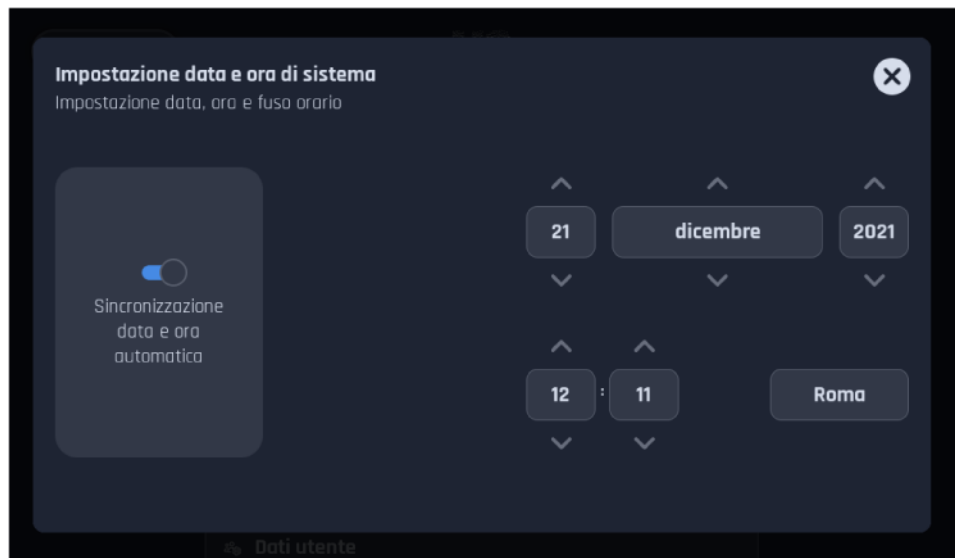 Impostazione data e ora di sistema
Impostazione data, ora e fuso orario
21 dicembre 2021
Sincronizzazione
data e ora
automatica
12 : 11 Roma
Dati utente